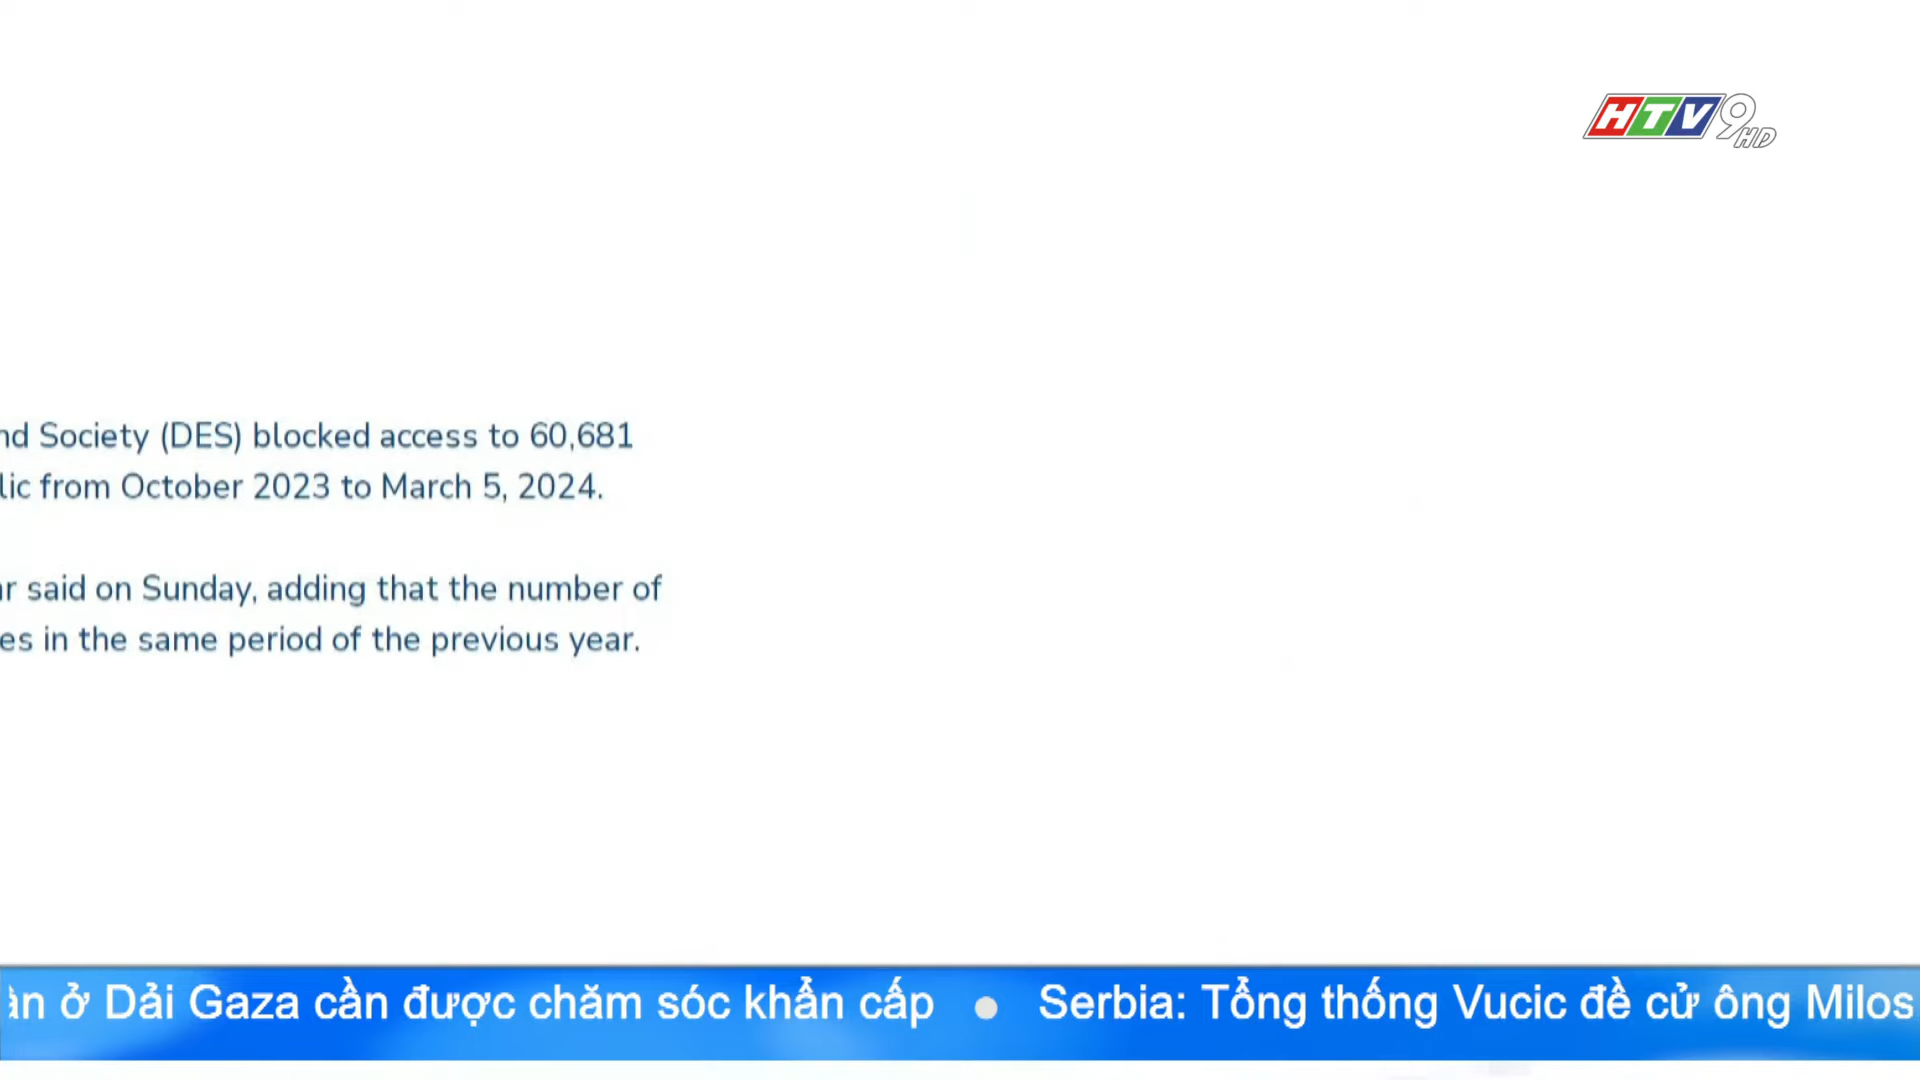 HTV9 HD
nd Society (DES) blocked access to 60,681
lic from October 2023 to March 5, 2024.
ar said on Sunday, adding that the number of
es in the same period of the previous year.
ở Dải Gaza cần được chăm sóc khẩn cấp ● Serbia: Tổng thống Vucic đề cử ông Milos